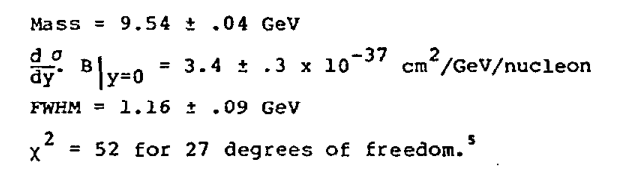 Mass = 9.54 ± .04 GeV
dσ/dy. B|y=0 = 3.4 ± .3 x 10^-37 cm^2/GeV/nucleon
FWHM = 1.16 ± .09 GeV
χ^2 = 52 for 27 degrees of freedom.^5